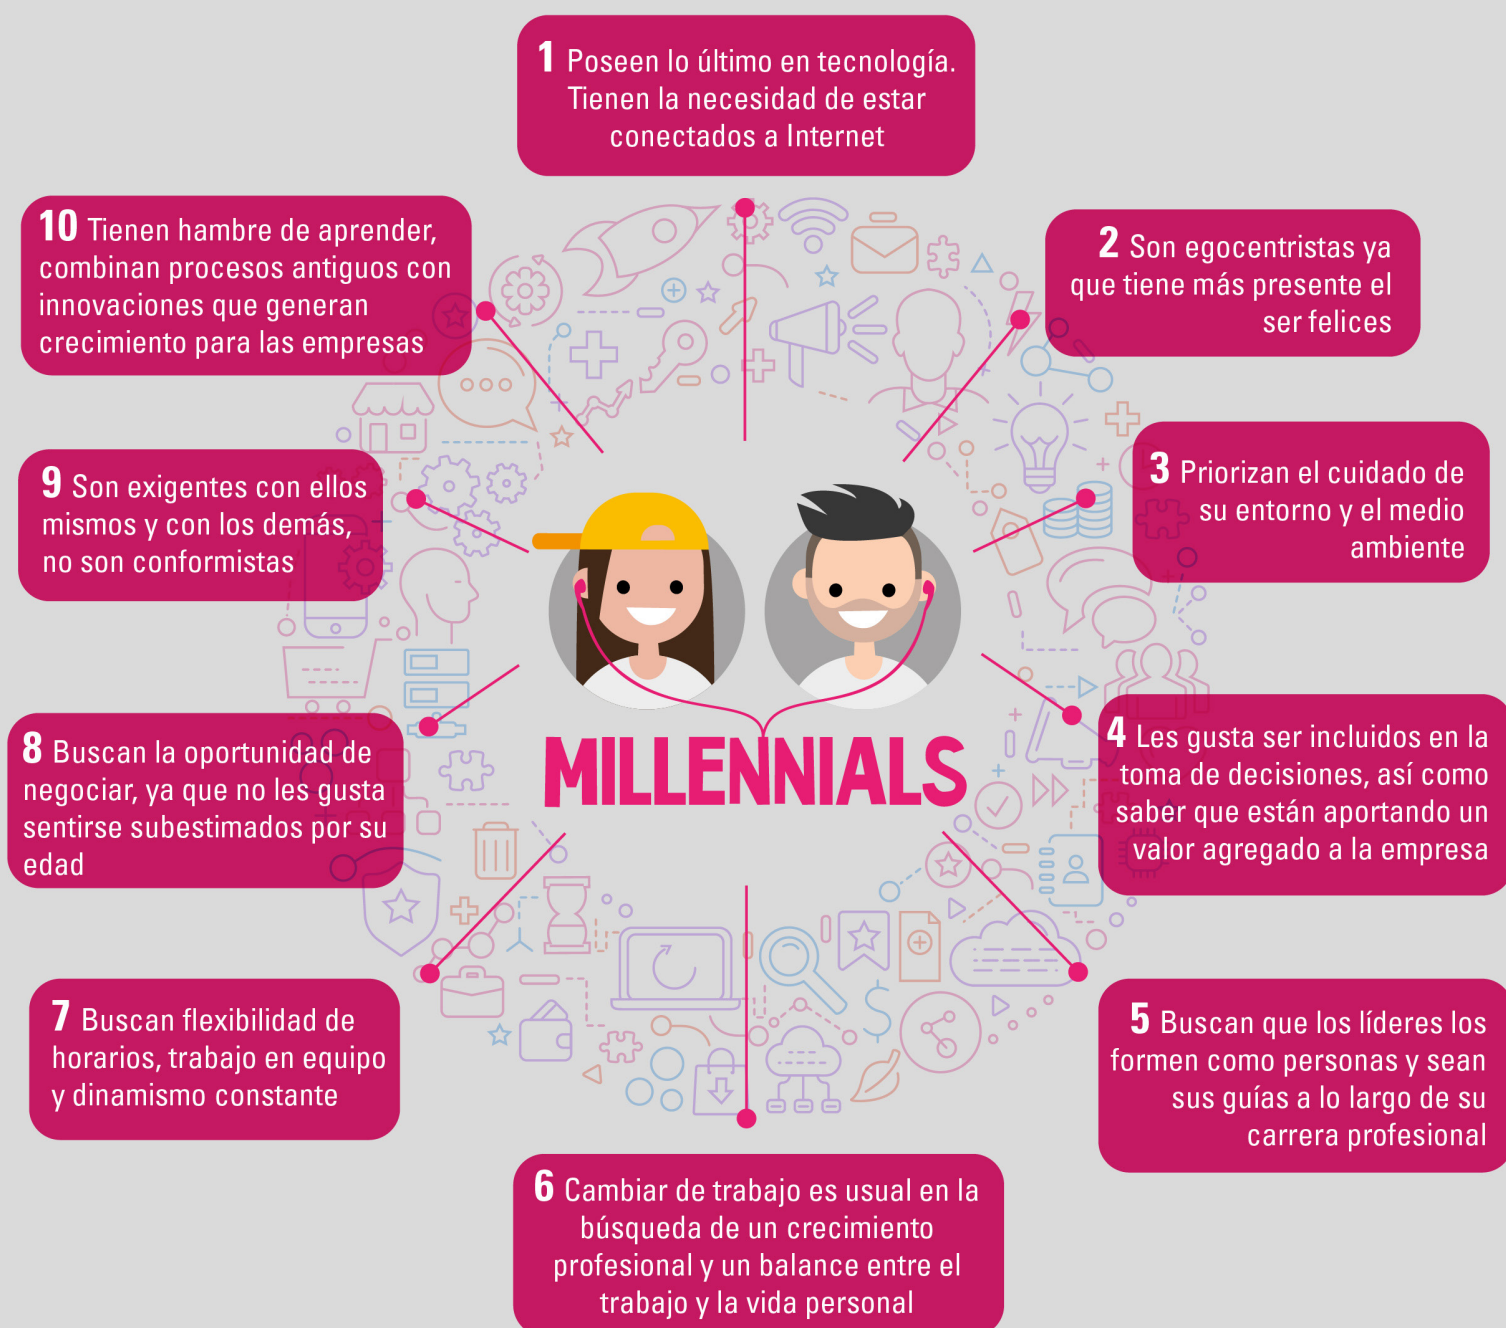 1 Poseen lo último en tecnología.
Tienen la necesidad de estar
conectados a Internet
2 Son egocentristas ya
que tiene más presente el
ser felices
3 Priorizan el cuidado de
su entorno y el medio
ambiente
4 Les gusta ser incluidos en la
toma de decisiones, así como
saber que están aportando un
valor agregado a la empresa
5 Buscan que los líderes los
formen como personas y sean
sus guías a lo largo de su
carrera profesional
6 Cambiar de trabajo es usual en la
búsqueda de un crecimiento
profesional y un balance entre el
trabajo y la vida personal
7 Buscan flexibilidad de
horarios, trabajo en equipo
y dinamismo constante
8 Buscan la oportunidad de
negociar, ya que no les gusta
sentirse subestimados por su
edad
9 Son exigentes con ellos
mismos y con los demás,
no son conformistas
10 Tienen hambre de aprender,
combinan procesos antiguos con
innovaciones que generan
crecimiento para las empresas
MILLENNIALS